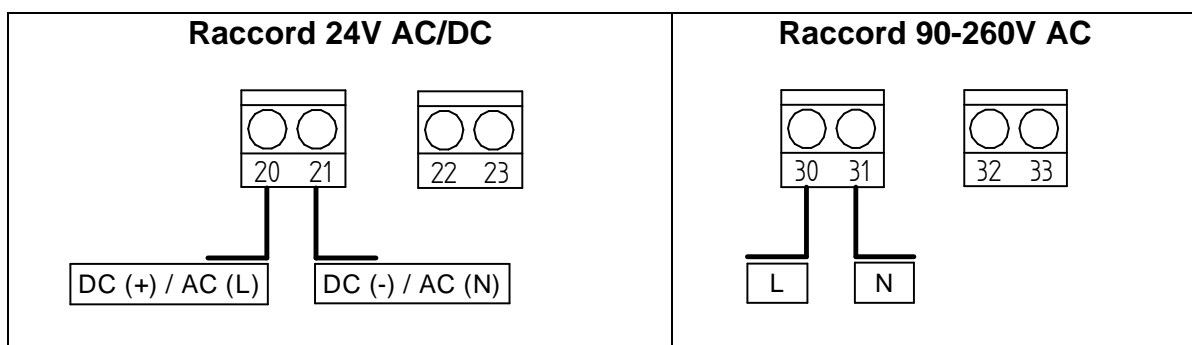 Raccord 24V AC/DC
20 21
22 23
DC (+) / AC (L)
DC (-) / AC (N)
Raccord 90-260V AC
30 31
32 33
L
N